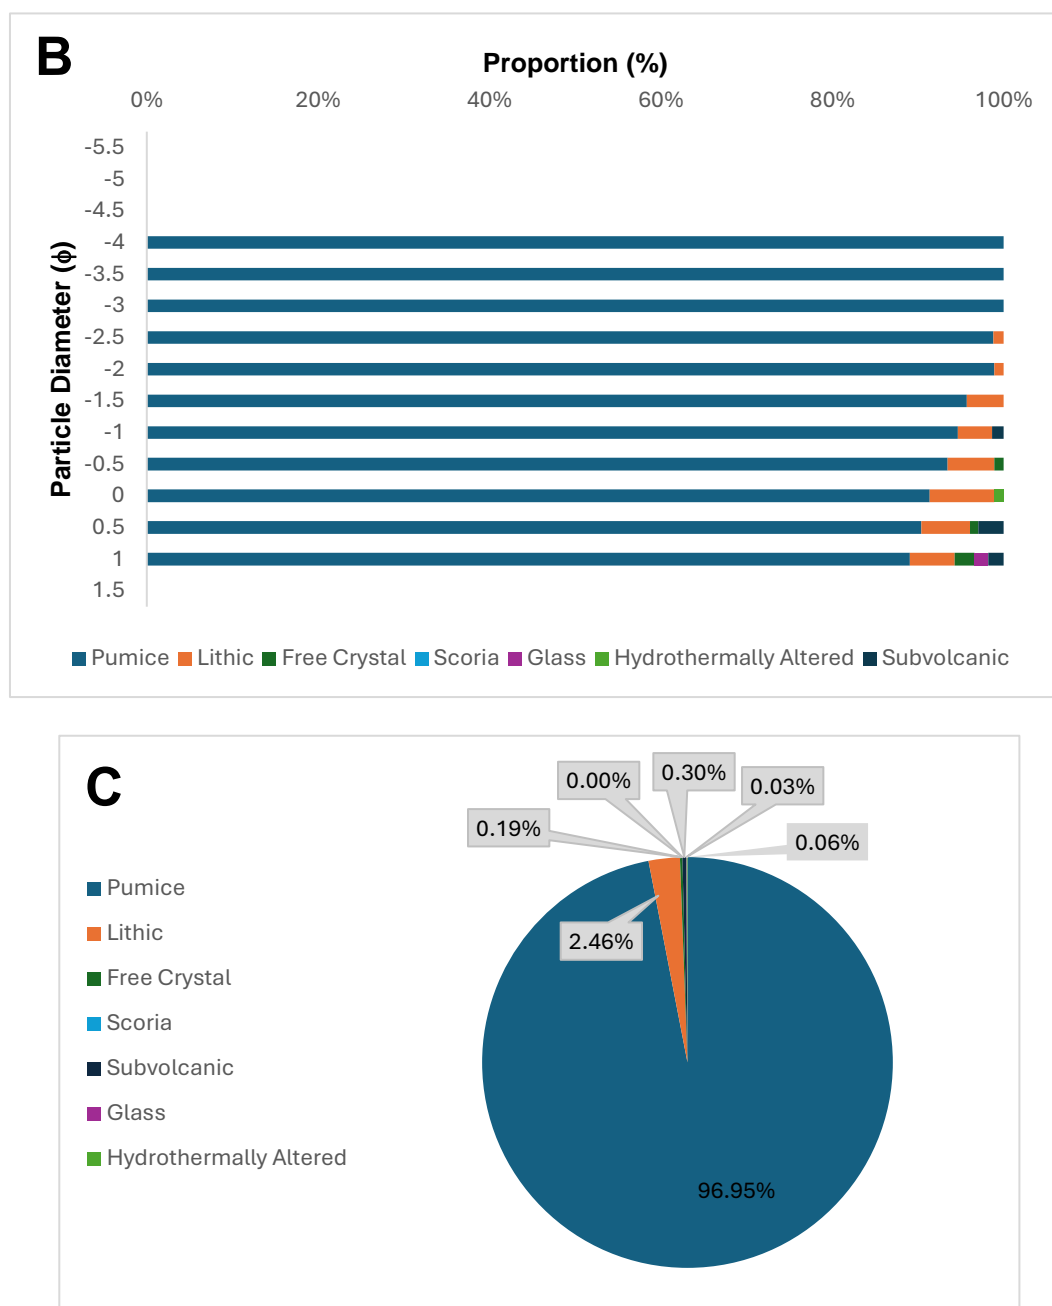 B
Proportion (%)
0% 20% 40% 60% 80% 100%
Particle Diameter (ϕ)
-5.5
-5
-4.5
-4
-3.5
-3
-2.5
-2
-1.5
-1
-0.5
0
0.5
1
1.5
Pumice Lithic Free Crystal Scoria Glass Hydrothermally Altered Subvolcanic
C
0.00% 0.30% 0.03%
0.19% 0.06%
2.46%
96.95%
Pumice
Lithic
Free Crystal
Scoria
Subvolcanic
Glass
Hydrothermally Altered